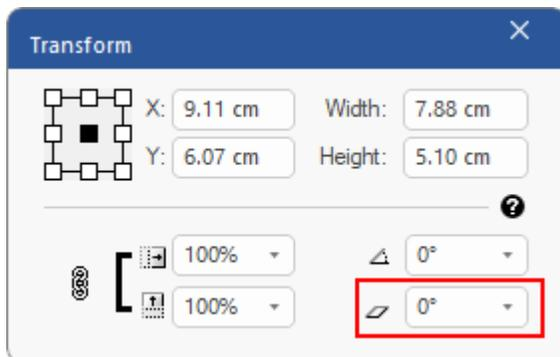 Transform
X: 9.11 cm Width: 7.88 cm
Y: 6.07 cm Height: 5.10 cm
?
100% 0°
100% 0°